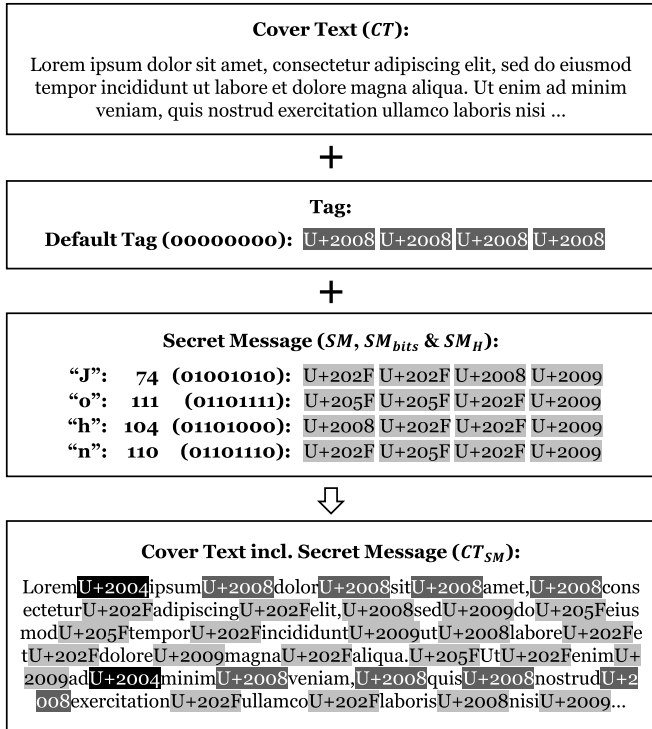 Cover Text (CT):
Lorem ipsum dolor sit amet, consectetur adipiscing elit, sed do eiusmod
tempor incididunt ut labore et dolore magna aliqua. Ut enim ad minim
veniam, quis nostrud exercitation ullamco laboris nisi ...
+
Tag:
Default Tag (00000000): U+2008 U+2008 U+2008 U+2008
+
Secret Message (SM, SM_bits & SM_H):
“J”: 74 (01001010): U+202F U+202F U+2008 U+2009
“o”: 111 (01101111): U+205F U+205F U+202F U+2009
“h”: 104 (01101000): U+2008 U+202F U+202F U+2009
“n”: 110 (01101110): U+202F U+205F U+202F U+2009
Cover Text incl. Secret Message (CT_SM):
LoremU+2004ipsumU+2008dolorU+2008sitU+2008amet,U+2008cons
ecteturU+202FadipiscingU+202Felit,U+2008sedU+2009doU+205Feius
modU+205FtemporU+202FincididuntU+2009utU+2008laboreU+202Fe
tU+202FdoloreU+2009magnaU+202Faliqua.U+205FUtU+202FenimU+
2009adU+2004minimU+2008veniam,U+2008quisU+2008nostrudU+2
008exercitationU+202FullamcoU+202FlaborisU+2008nisiU+2009...